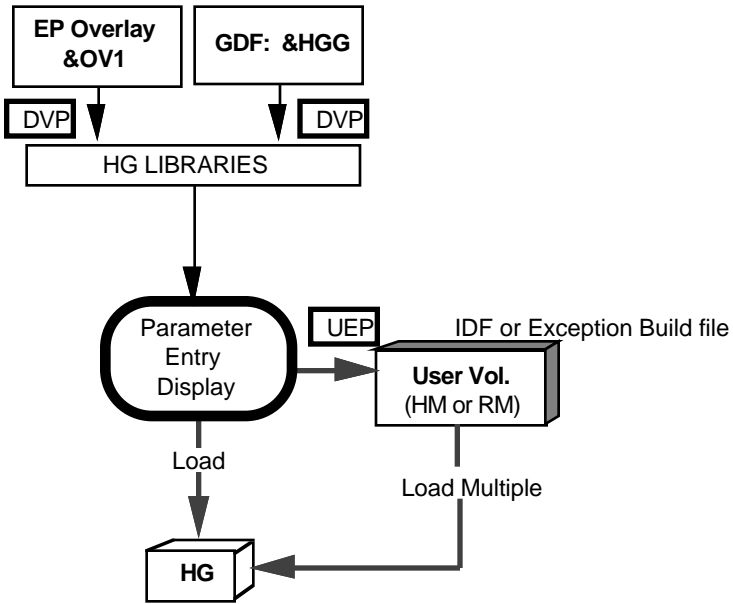 EP Overlay
&OV1
GDF: &HGG
DVP
DVP
HG LIBRARIES
Parameter
Entry
Display
UEP
IDF or Exception Build file
User Vol.
(HM or RM)
Load
Load Multiple
HG